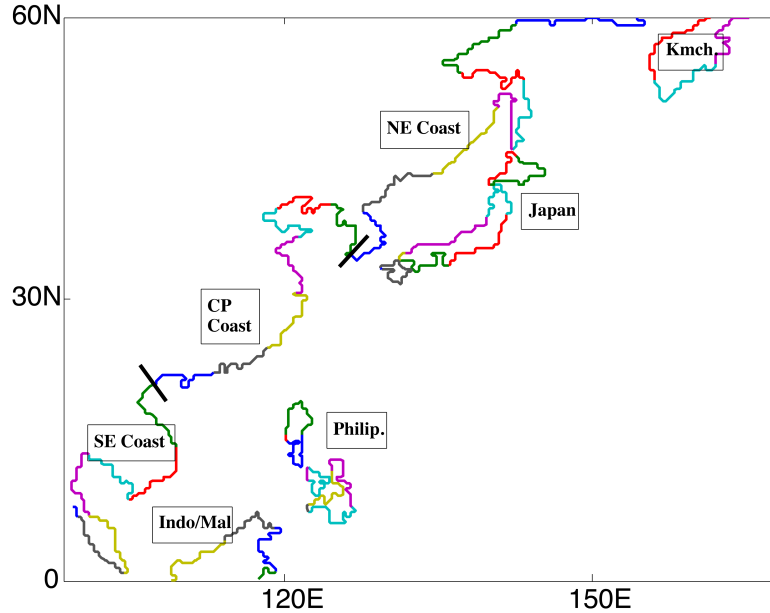 60N
Kmch.
NE Coast
Japan
30N
CP
Coast
Philip.
SE Coast
Indo/Mal
0
120E
150E